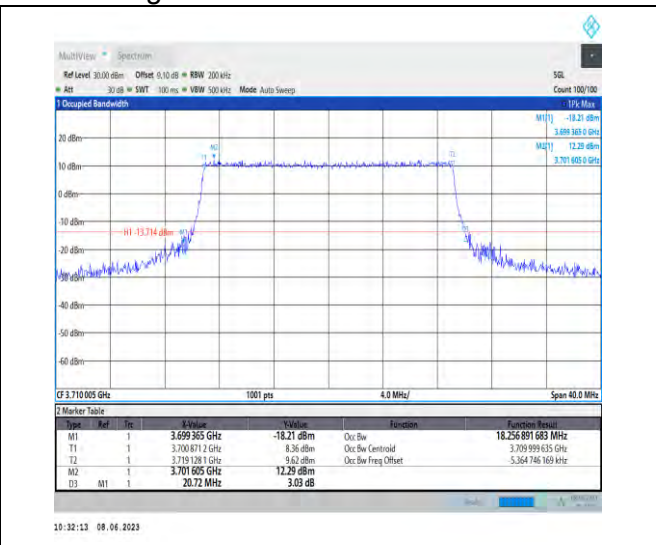 MultiView Spectrum
Ref Level 30.00 dBm Offset 9.10 dB RBW 200 kHz SGL
Att 30 dB SWT 100 ms VBW 500 kHz Mode Auto Sweep Count 100/100
1 Occupied Bandwidth 1Pk Max
M1[1] -18.21 dBm
3.699 365 0 GHz
M2[1] 12.29 dBm
3.701 605 0 GHz
20 dBm
M2
T1
T2
10 dBm
0 dBm
-10 dBm
H1 -13.714 dBm
M1
-20 dBm
-30 dBm
-40 dBm
-50 dBm
-60 dBm
CF 3.710 005 GHz 1001 pts 4.0 MHz/ Span 40.0 MHz
2 Marker Table
Type Ref Trc X-Value Y-Value Function Function Result
M1 1 3.699 365 GHz -18.21 dBm Occ Bw 18.256 891 683 MHz
T1 1 3.700 871 2 GHz 8.36 dBm Occ Bw Centroid 3.709 999 635 GHz
T2 1 3.719 128 1 GHz 9.62 dBm Occ Bw Freq Offset -5.364 746 169 kHz
M2 1 3.701 605 GHz 12.29 dBm
D3 M1 1 20.72 MHz 3.03 dB
10:32:13 08.06.2023